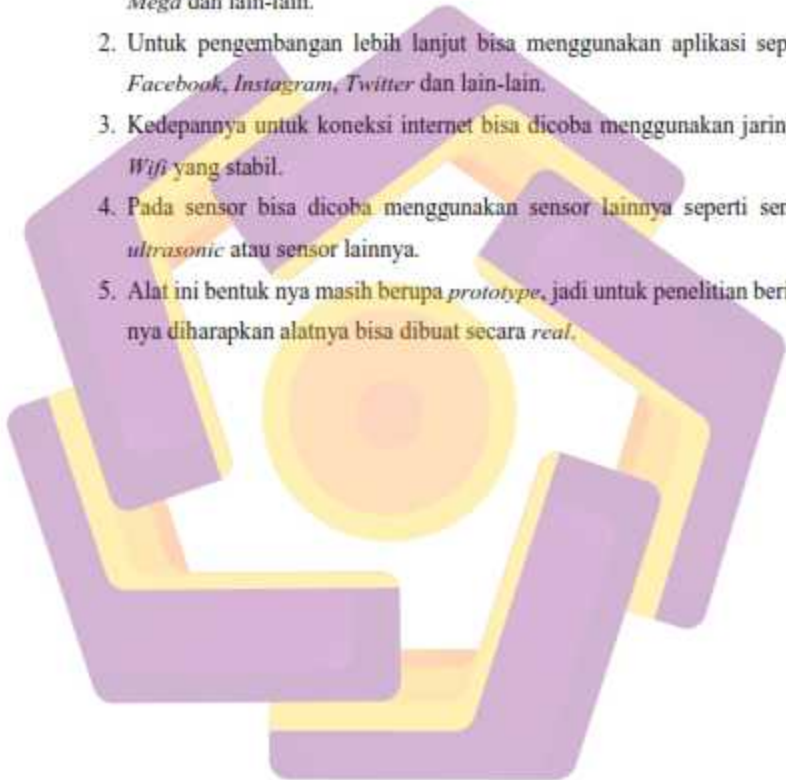 Mega dan lain-lain.
2. Untuk pengembangan lebih lanjut bisa menggunakan aplikasi sep
Facebook, Instagram, Twitter dan lain-lain.
3. Kedepannya untuk koneksi internet bisa dicoba menggunakan jarin
Wifi yang stabil.
4. Pada sensor bisa dicoba menggunakan sensor lainnya seperti sen
ultrasonic atau sensor lainnya.
5. Alat ini bentuk nya masih berupa prototype, jadi untuk penelitian beri
nya diharapkan alatnya bisa dibuat secara real.